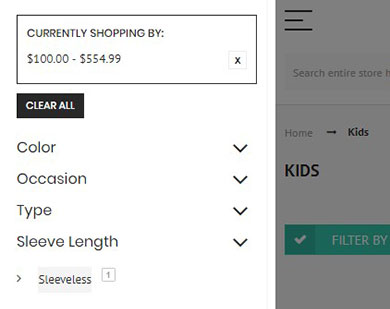 CURRENTLY SHOPPING BY:
$100.00 - $554.99 x
CLEAR ALL
Color
Occasion
Type
Sleeve Length
Sleeveless 1
Search entire store h
Home → Kids
KIDS
FILTER BY